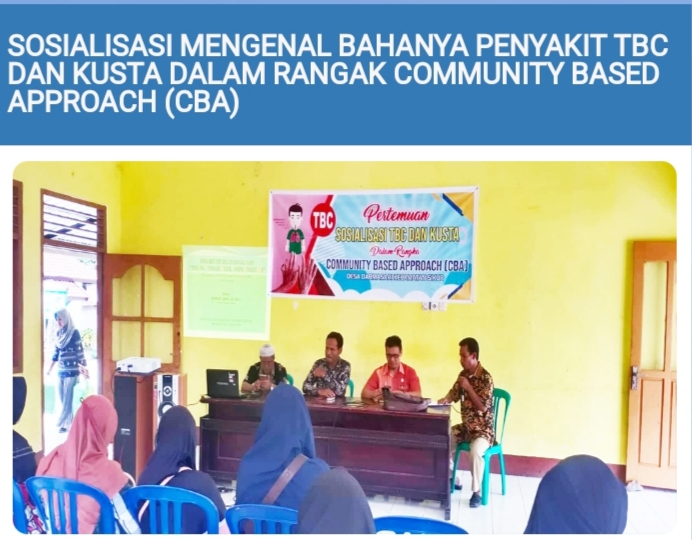 SOSIALISASI MENGENAL BAHANYA PENYAKIT TBC
DAN KUSTA DALAM RANGAK COMMUNITY BASED
APPROACH (CBA)
TBC
Pertemuan
SOSIALISASI TBC DAN KUSTA
Dalam Rangka
COMMUNITY BASED APPROACH (CBA)
DESA